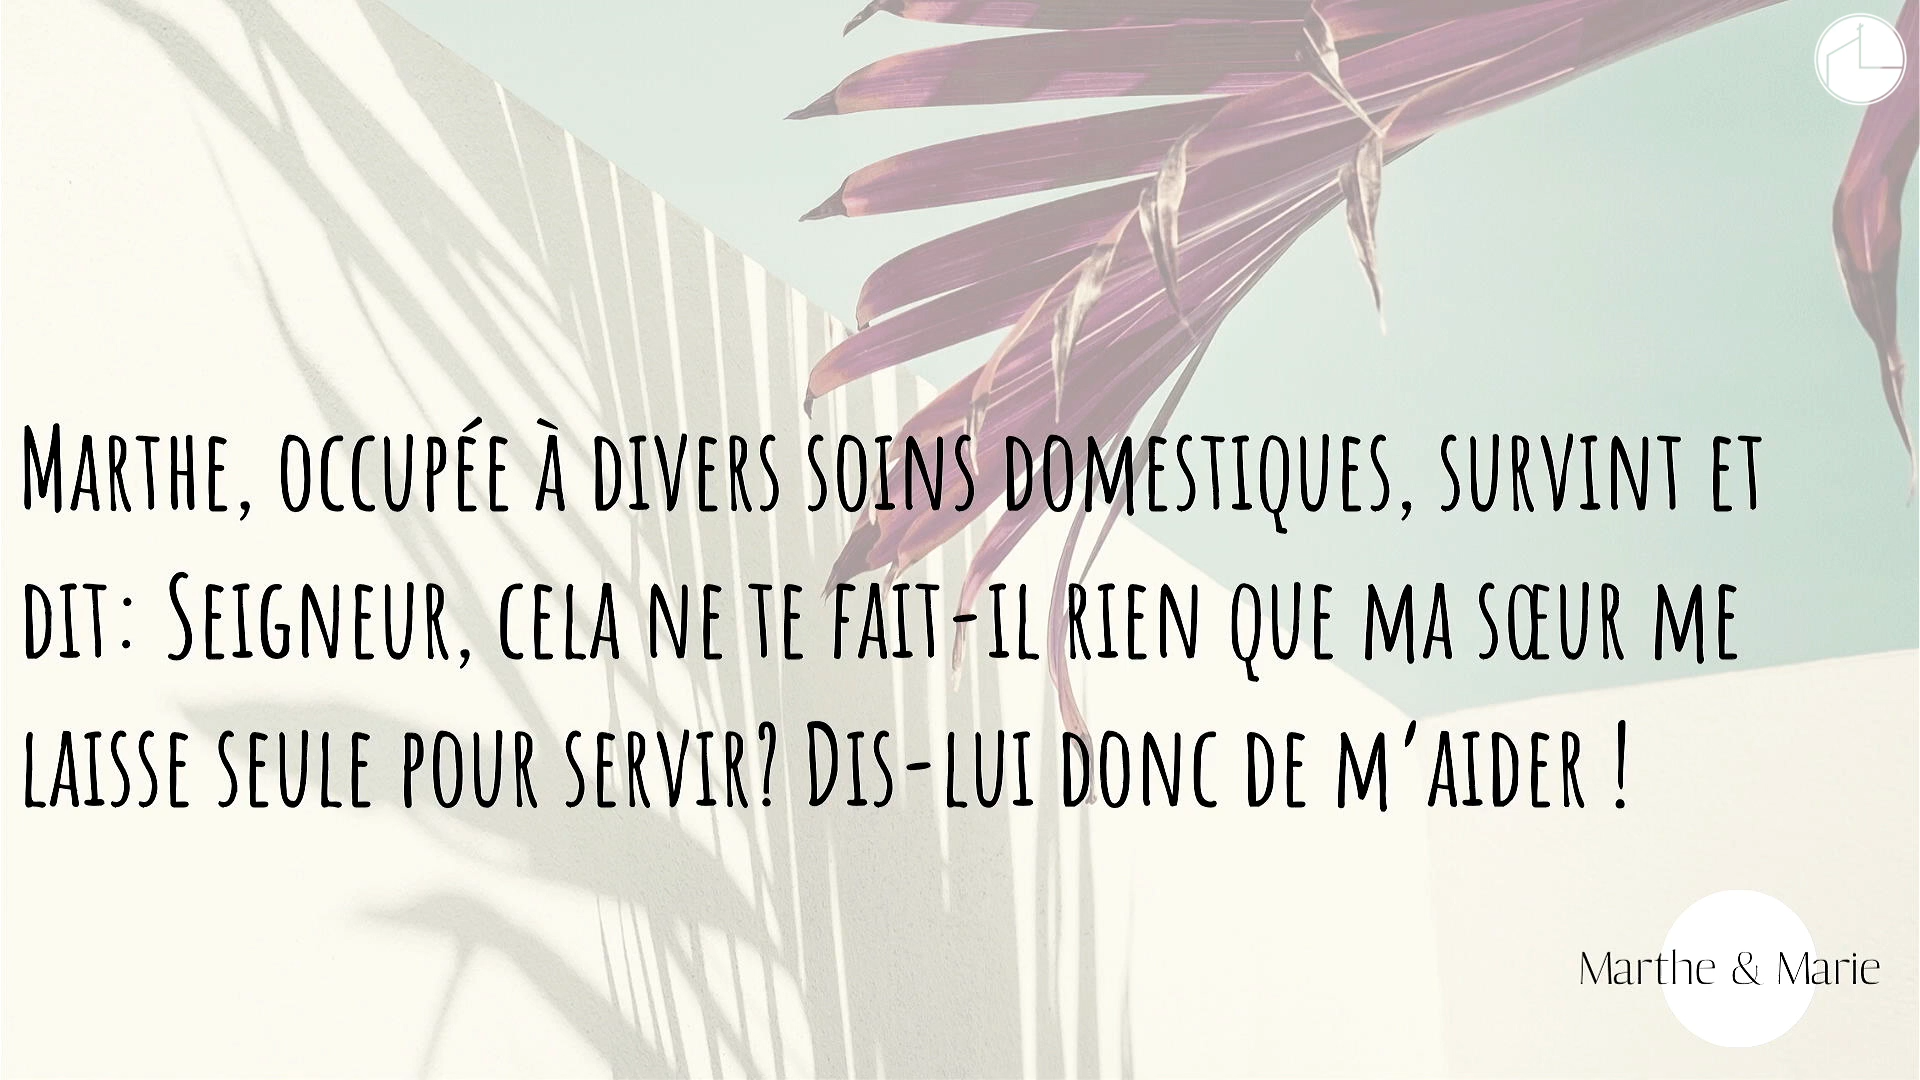 Marthe, occupée à divers soins domestiques, survint et
dit: Seigneur, cela ne te fait-il rien que ma sœur me
laisse seule pour servir? Dis-lui donc de m'aider !
Marthe & Marie